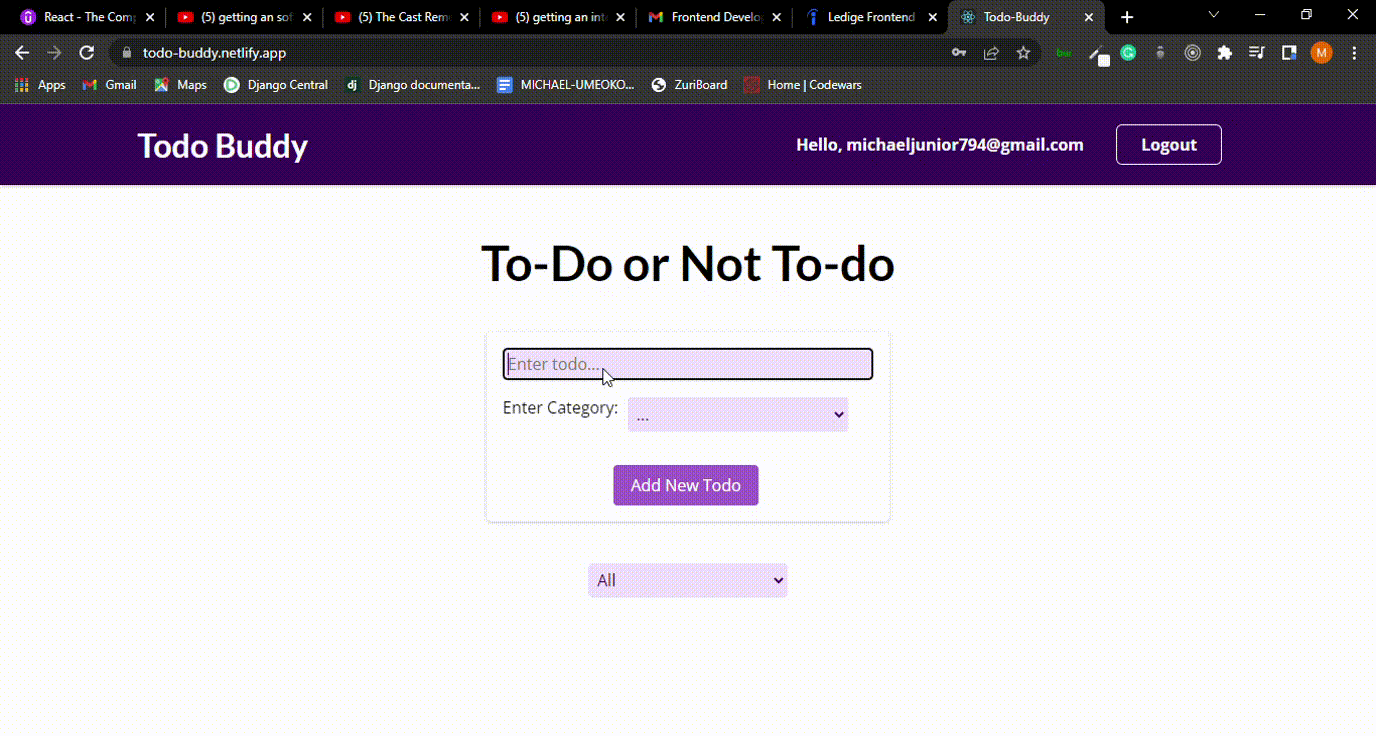 React - The Comp
(5) getting an sof
(5) The Cast Rem
(5) getting an int
Frontend Develo
Ledige Frontend
Todo-Buddy
todo-buddy.netlify.app
M
Apps
Gmail
Maps
Django Central
dj Django documenta...
MICHAEL-UMEOKO...
ZuriBoard
Home | Codewars
Todo Buddy
Hello, michaeljunior794@gmail.com
Logout
To-Do or Not To-do
Enter todo...
Enter Category: ...
Add New Todo
All